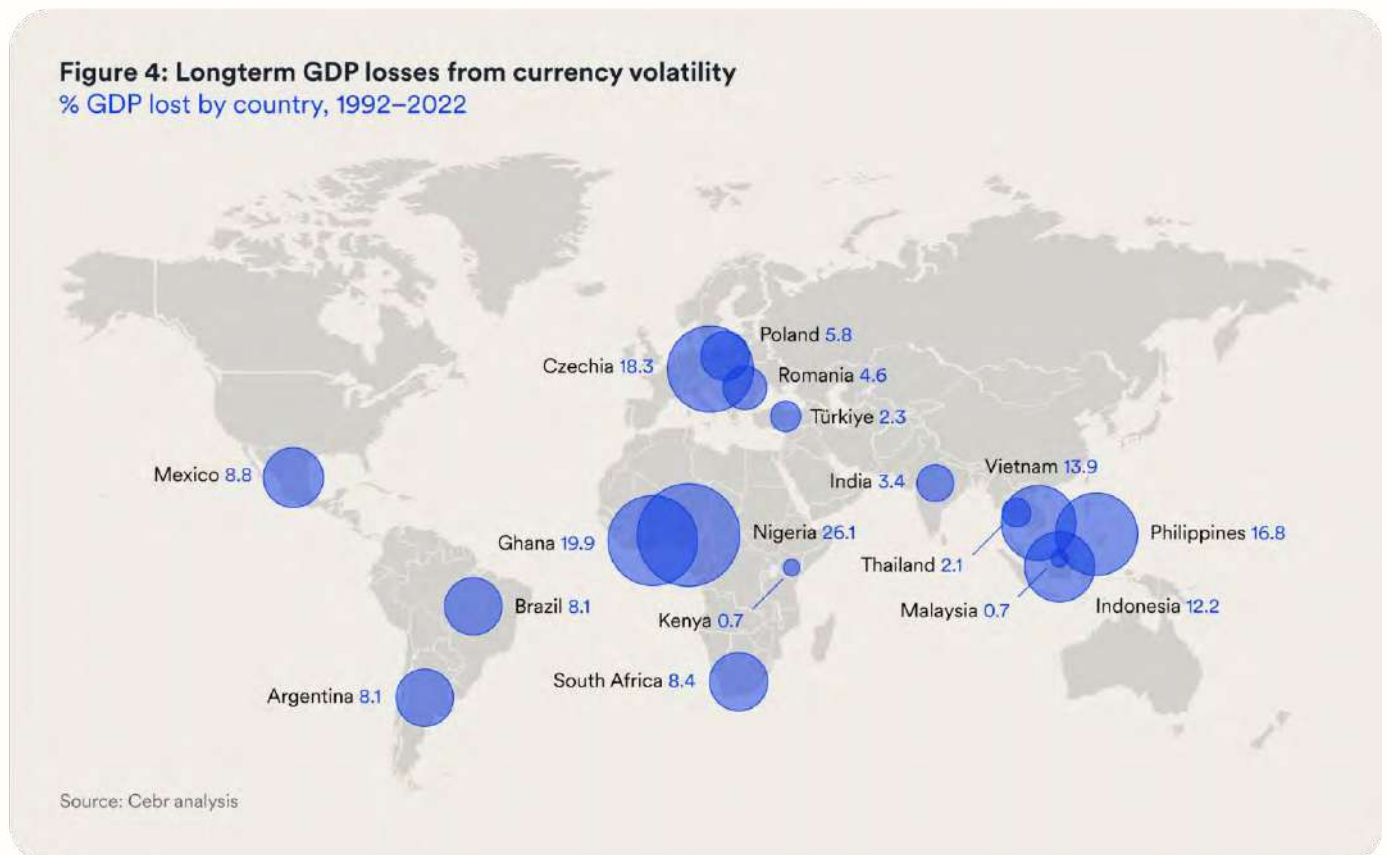 Figure 4: Longterm GDP losses from currency volatility
% GDP lost by country, 1992–2022
Poland 5.8
Czechia 18.3
Romania 4.6
Türkiye 2.3
Mexico 8.8
India 3.4
Vietnam 13.9
Ghana 19.9
Nigeria 26.1
Philippines 16.8
Thailand 2.1
Brazil 8.1
Kenya 0.7
Malaysia 0.7
Indonesia 12.2
Argentina 8.1
South Africa 8.4
Source: Cebr analysis